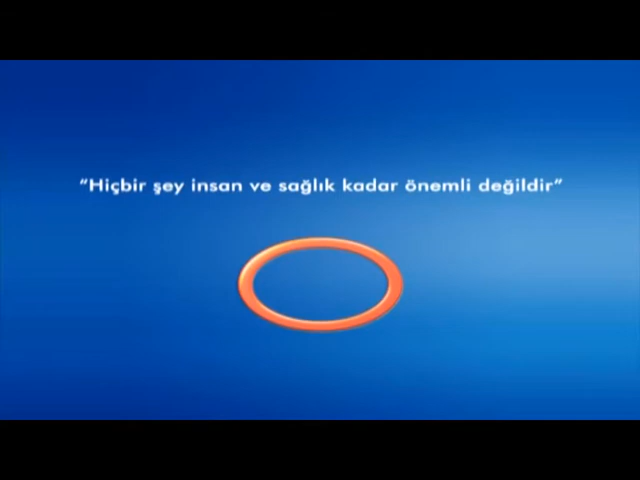 “Hiçbir şey insan ve sağlık kadar önemli değildir”